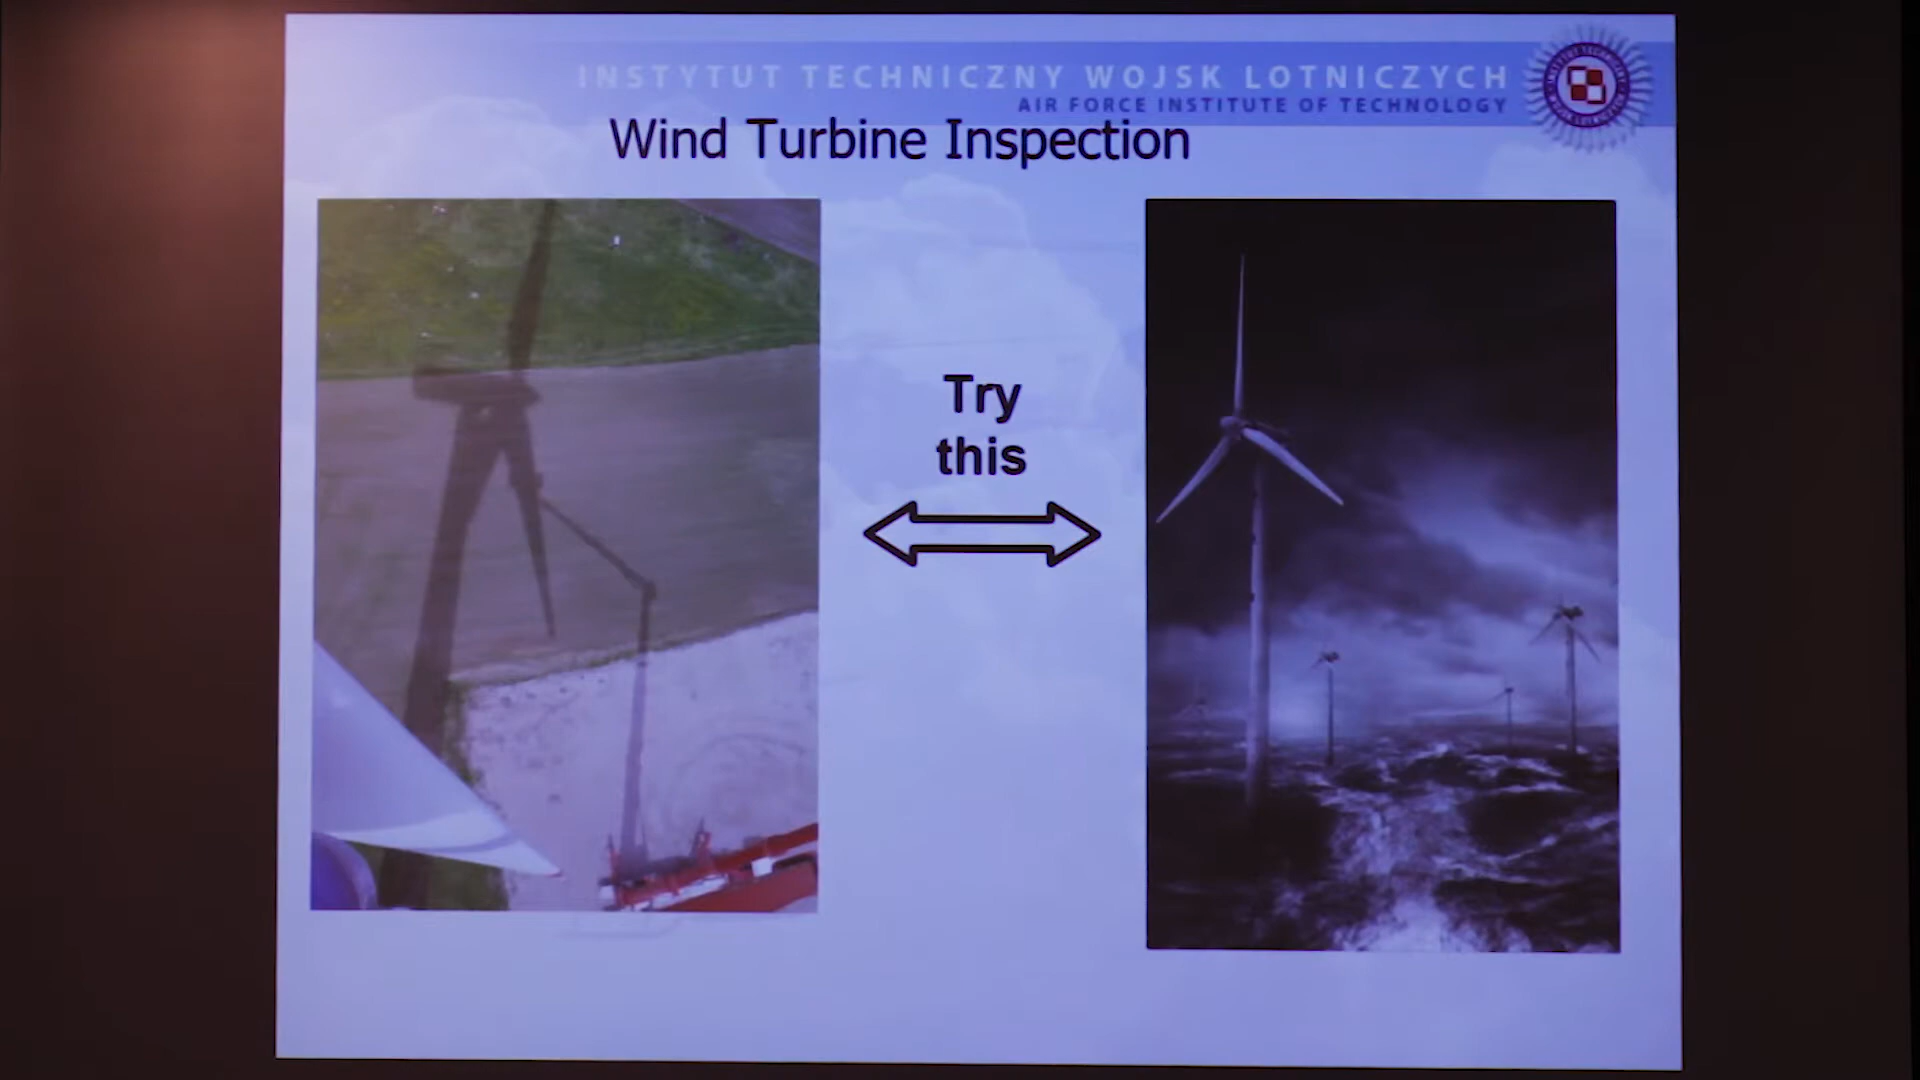 INSTYTUT TECHNICZNY WOJSK LOTNICZYCH
AIR FORCE INSTITUTE OF TECHNOLOGY
Wind Turbine Inspection
Try
this